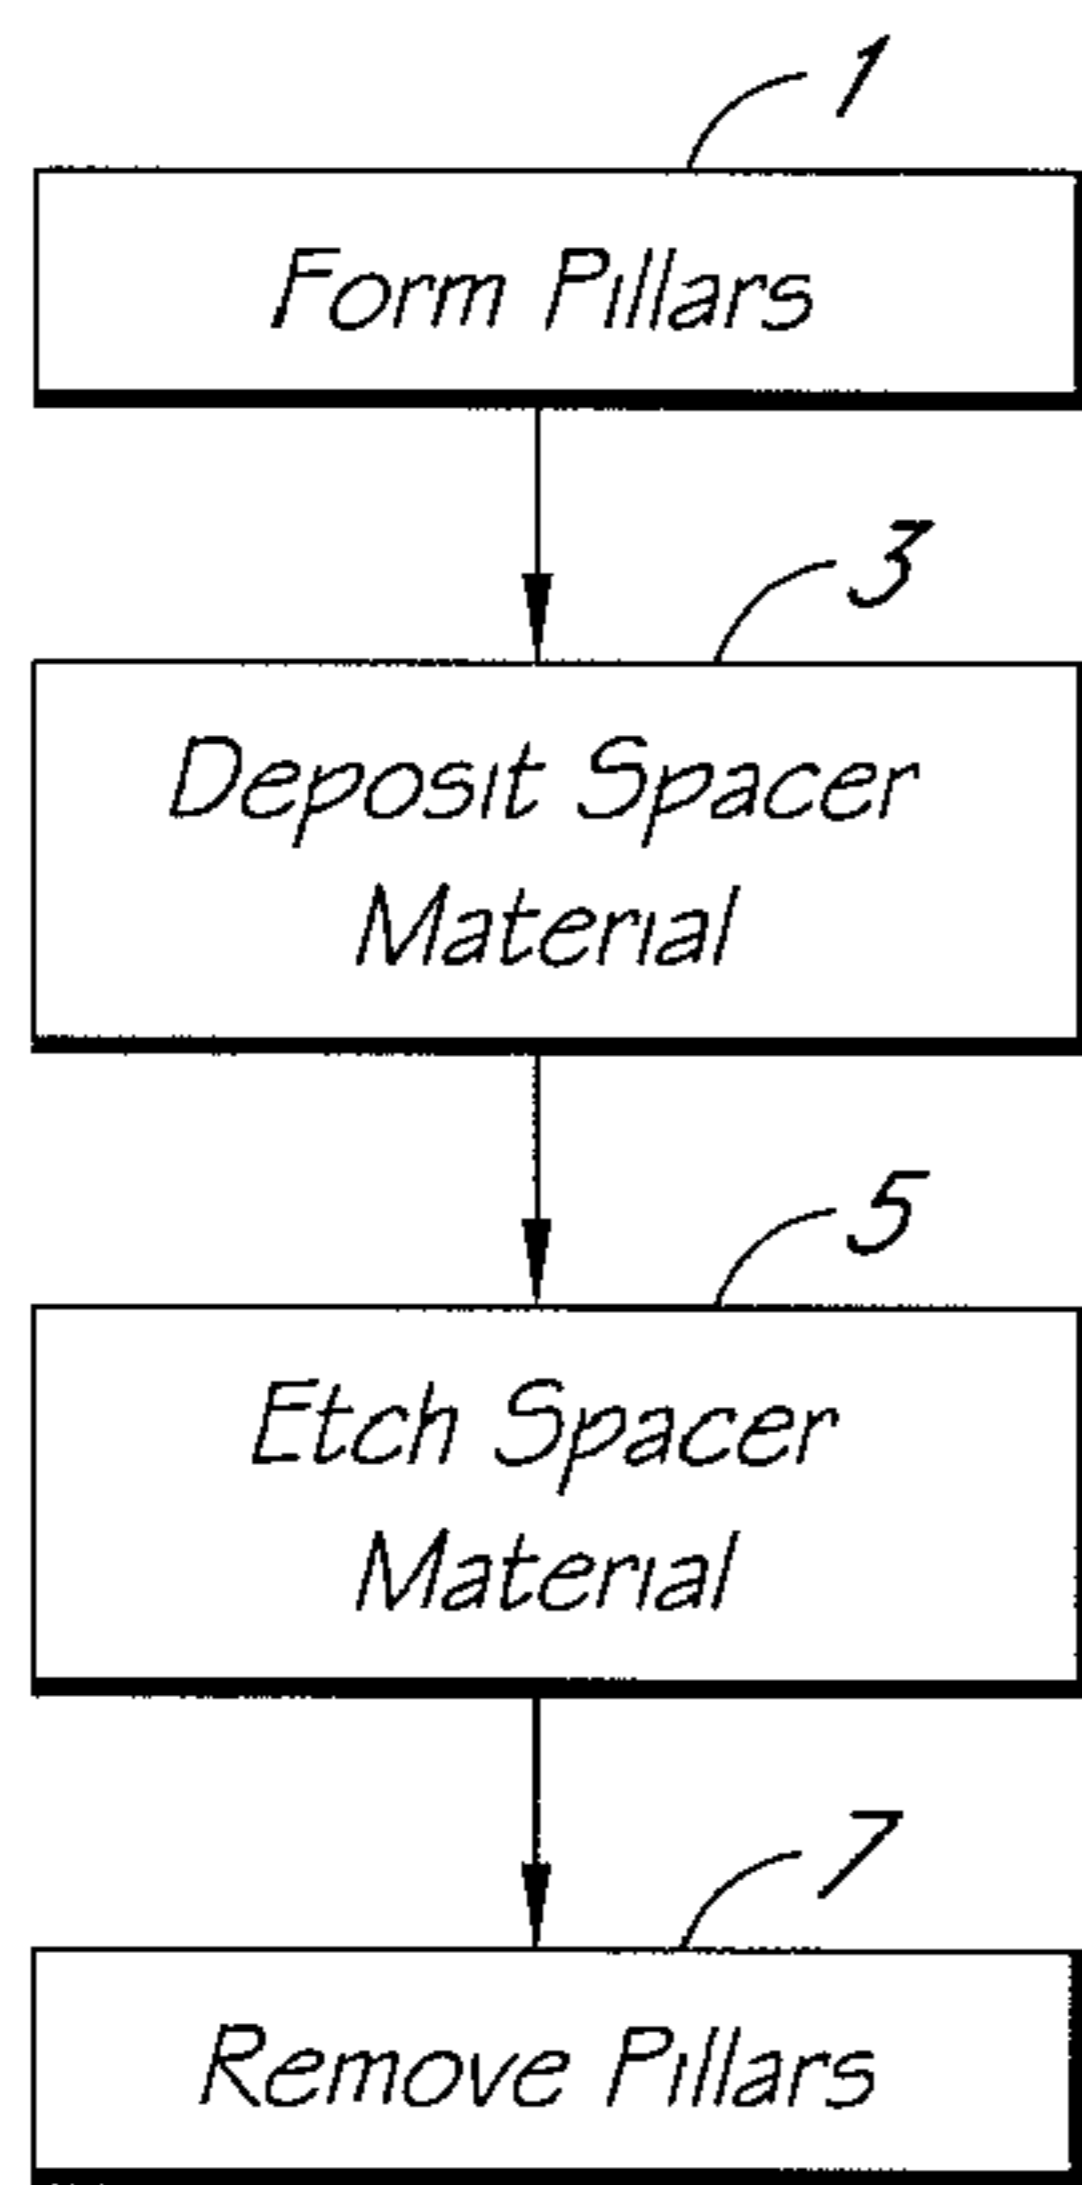 1
Form Pillars
3
Deposit Spacer
Material
5
Etch Spacer
Material
7
Remove Pillars